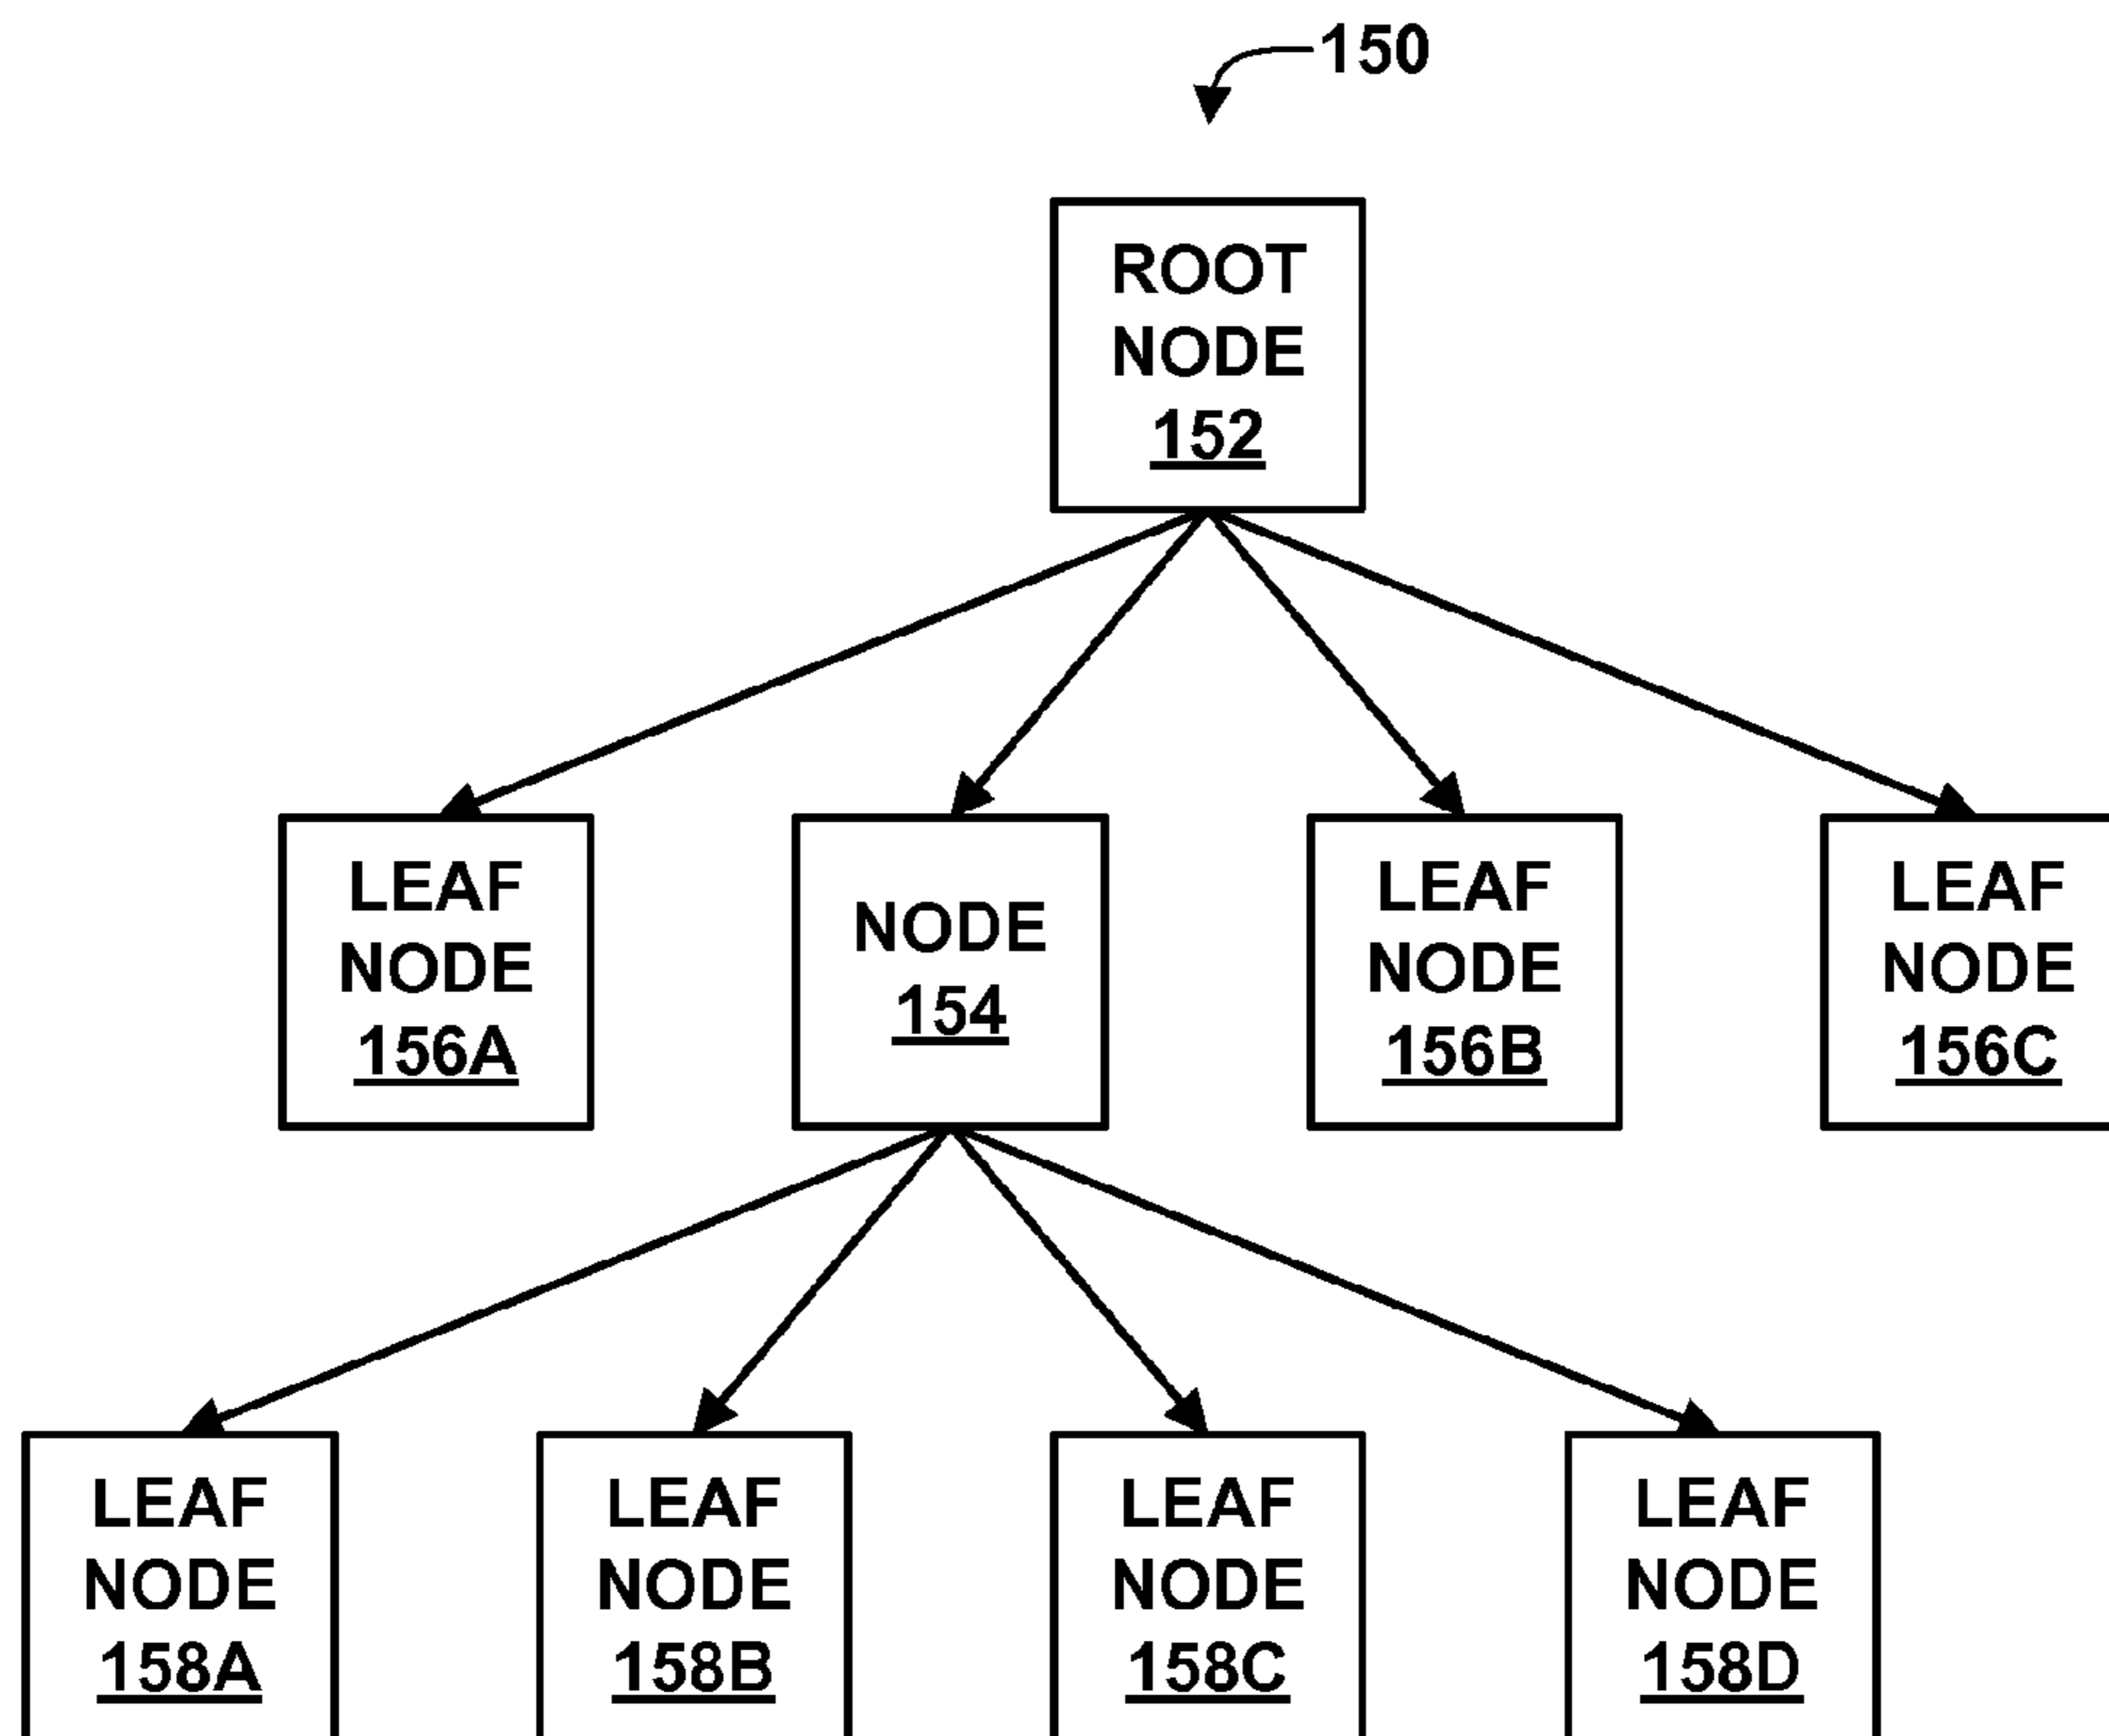 150
ROOT
NODE
152
LEAF
NODE
156A
NODE
154
LEAF
NODE
156B
LEAF
NODE
156C
LEAF
NODE
158A
LEAF
NODE
158B
LEAF
NODE
158C
LEAF
NODE
158D